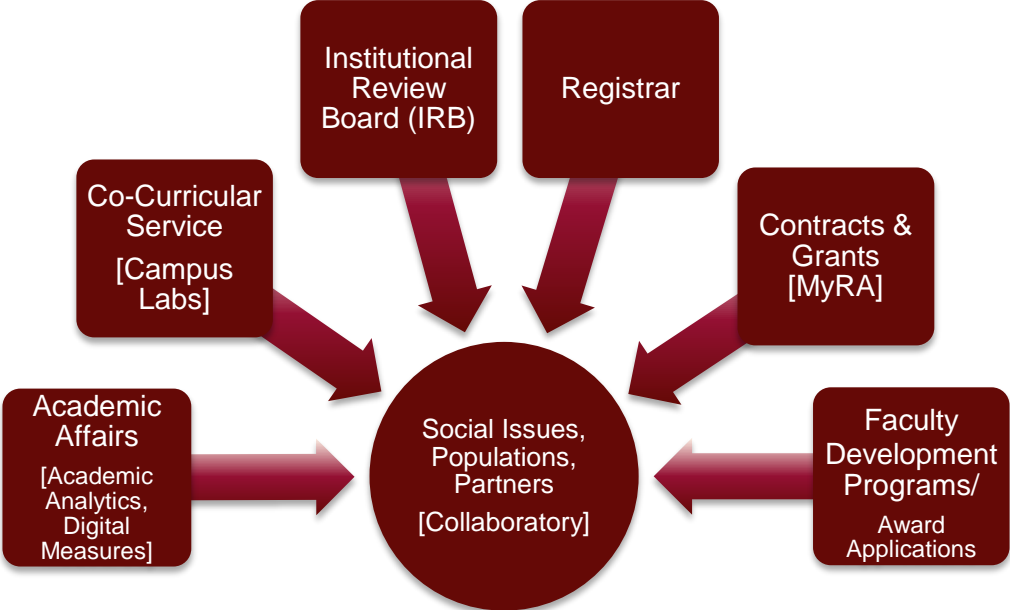 Institutional
Review
Board (IRB)
Registrar
Co-Curricular
Service
[Campus
Labs]
Contracts &
Grants
[MyRA]
Academic
Affairs
[Academic
Analytics,
Digital
Measures]
Social Issues,
Populations,
Partners
[Collaboratory]
Faculty
Development
Programs/
Award
Applications